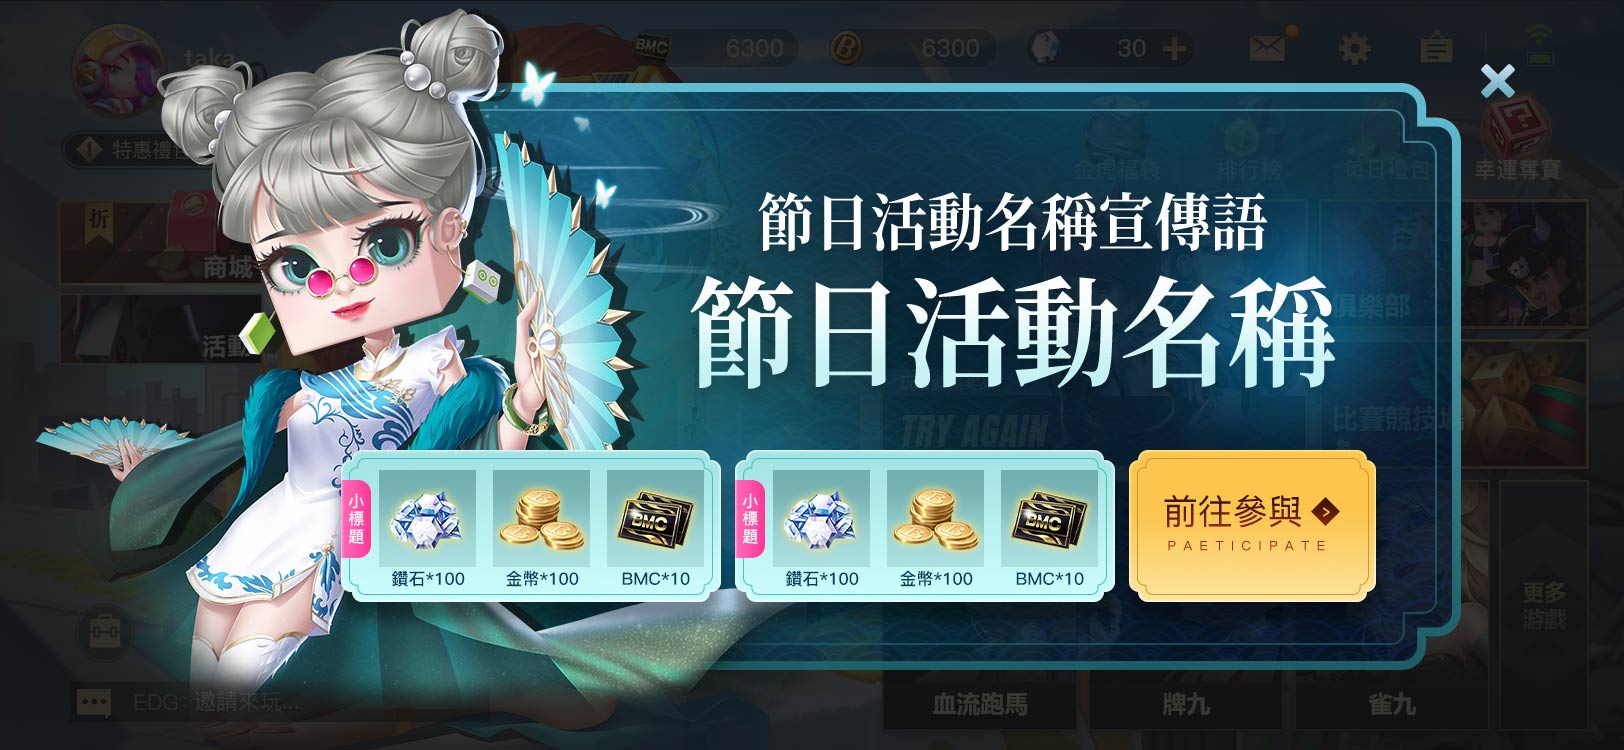 taka
BMC
6300
6300
30
特惠禮包
金虎福袋
排行榜
每日禮包
幸運奪寶
折
商城
活動
節日活動名稱宣傳語
節日活動名稱
俱樂部
比賽競技場
TRY AGAIN
小標題
鑽石*100
金幣*100
BMC
BMC*10
小標題
鑽石*100
金幣*100
BMC
BMC*10
前往參與
PAETICIPATE
更多
游戲
EDG: 邀請來玩...
血流跑馬
牌九
雀九